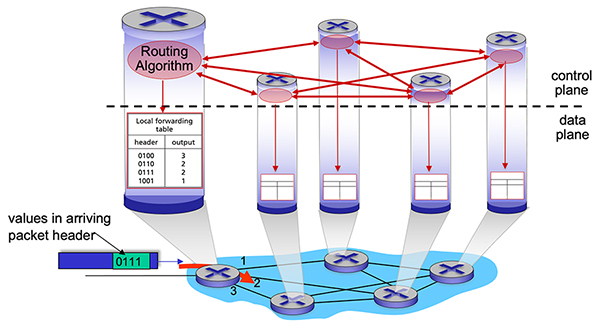 Routing
Algorithm
control
plane
data
plane
Local forwarding
table
header output
0100 3
0110 2
0111 2
1001 1
values in arriving
packet header
0111
1
2
3